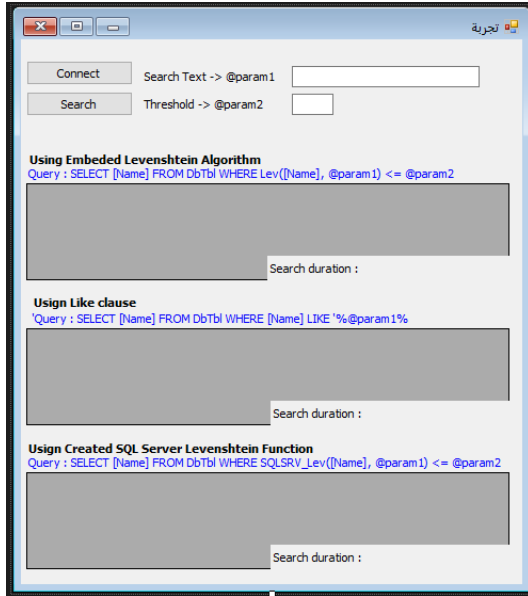 تجربة
Connect
Search Text -> @param1
Search
Threshold -> @param2
Using Embeded Levenshtein Algorithm
Query : SELECT [Name] FROM DbTbl WHERE Lev([Name], @param1) <= @param2
Search duration :
Usign Like clause
'Query : SELECT [Name] FROM DbTbl WHERE [Name] LIKE '%@param1%
Search duration :
Usign Created SQL Server Levenshtein Function
Query : SELECT [Name] FROM DbTbl WHERE SQLSRV_Lev([Name], @param1) <= @param2
Search duration :